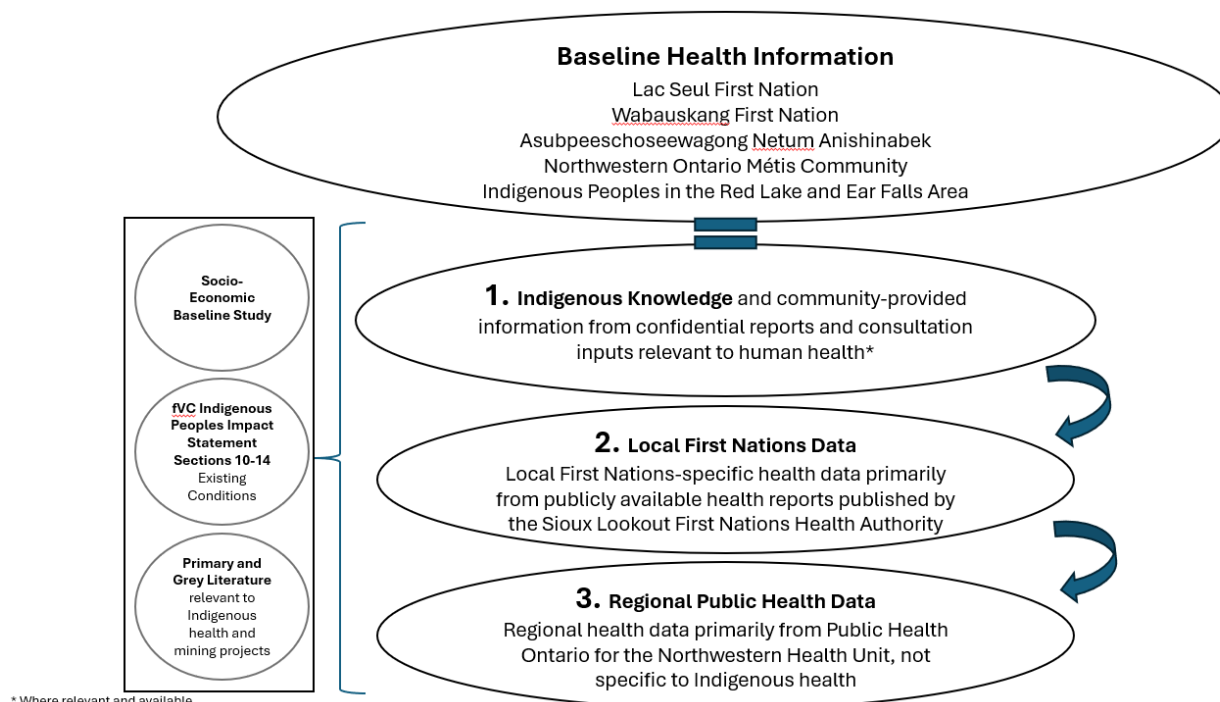 Baseline Health Information
Lac Seul First Nation
Wabauskang First Nation
Asubpeeschoseewagong Netum Anishinabek
Northwestern Ontario Métis Community
Indigenous Peoples in the Red Lake and Ear Falls Area
1. Indigenous Knowledge and community-provided
information from confidential reports and consultation
inputs relevant to human health*
2. Local First Nations Data
Local First Nations-specific health data primarily
from publicly available health reports published by
the Sioux Lookout First Nations Health Authority
3. Regional Public Health Data
Regional health data primarily from Public Health
Ontario for the Northwestern Health Unit, not
specific to Indigenous health
Socio-
Economic
Baseline Study
fVC Indigenous
Peoples Impact
Statement
Sections 10-14
Existing
Conditions
Primary and
Grey Literature
relevant to
Indigenous
health and
mining projects
* Where relevant and available